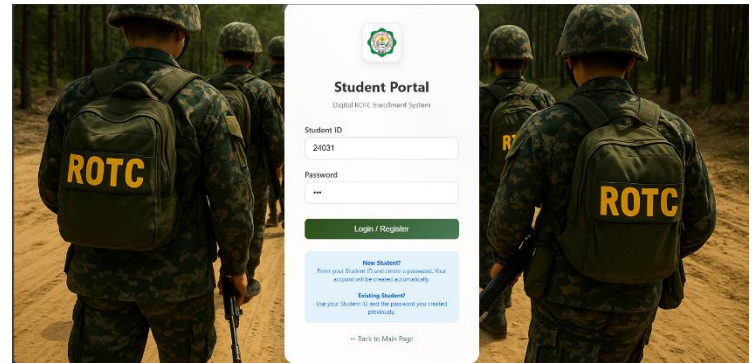 Student Portal
Digital ROTC Enrollment System
Student ID
24031
Password
•••
Login / Register
New Student?
Enter your Student ID and create a password. Your
account will be created automatically.
Existing Student?
Use your Student ID and the password you created
previously.
← Back to Main Page
ROTC
ROTC